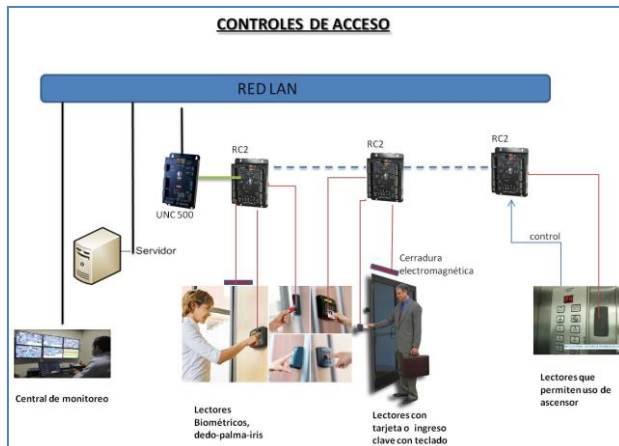 CONTROLES DE ACCESO
RED LAN
RC2
RC2
RC2
UNC 500
Servidor
control
Cerradura
electromagnética
Central de monitoreo
Lectores
Biométricos,
dedo-palma-iris
Lectores con
tarjeta o ingreso
clave con teclado
Lectores que
permiten uso de
ascensor